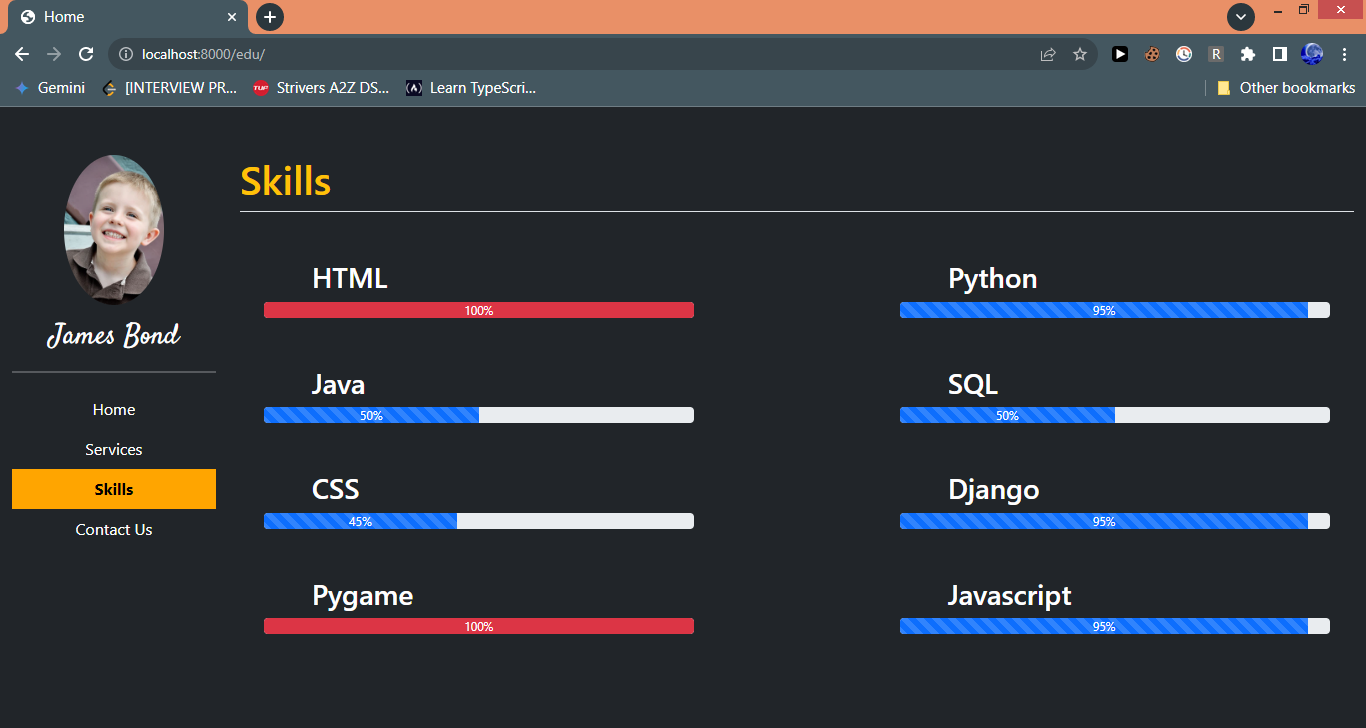 Home
localhost:8000/edu/
R
Gemini
[INTERVIEW PR...
TUF
Strivers A2Z DS...
Learn TypeScri...
Other bookmarks
James Bond
Home
Services
Skills
Contact Us
Skills
HTML
100%
Python
95%
Java
50%
SQL
50%
CSS
45%
Django
95%
Pygame
100%
Javascript
95%